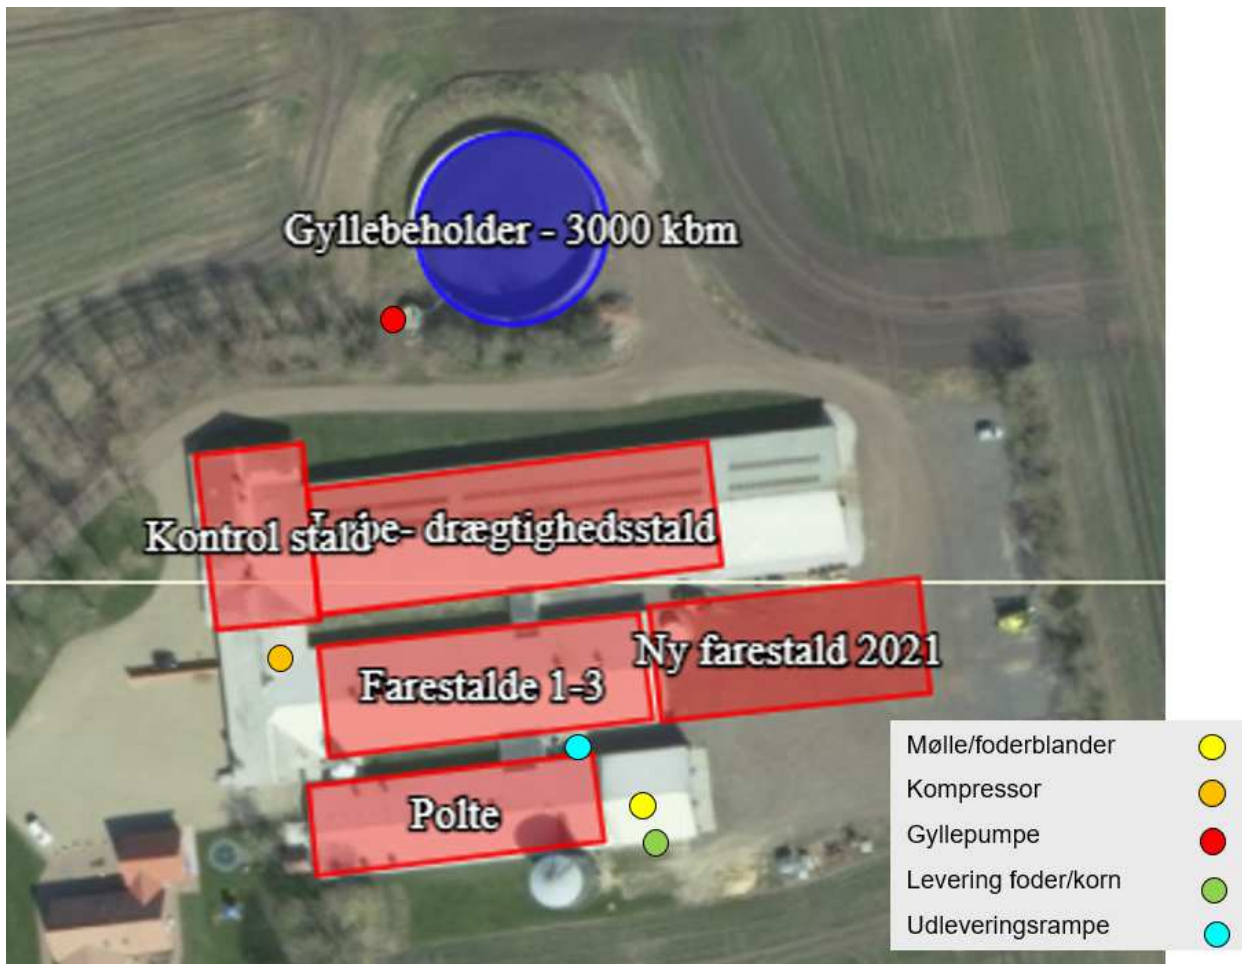 Gyllebeholder - 3000 kbm
Kontrol stald
drægtighedsstald
Ny farestald 2021
Farestalde 1-3
Polte
Mølle/foderblander
Kompressor
Gyllepumpe
Levering foder/korn
Udleveringsrampe